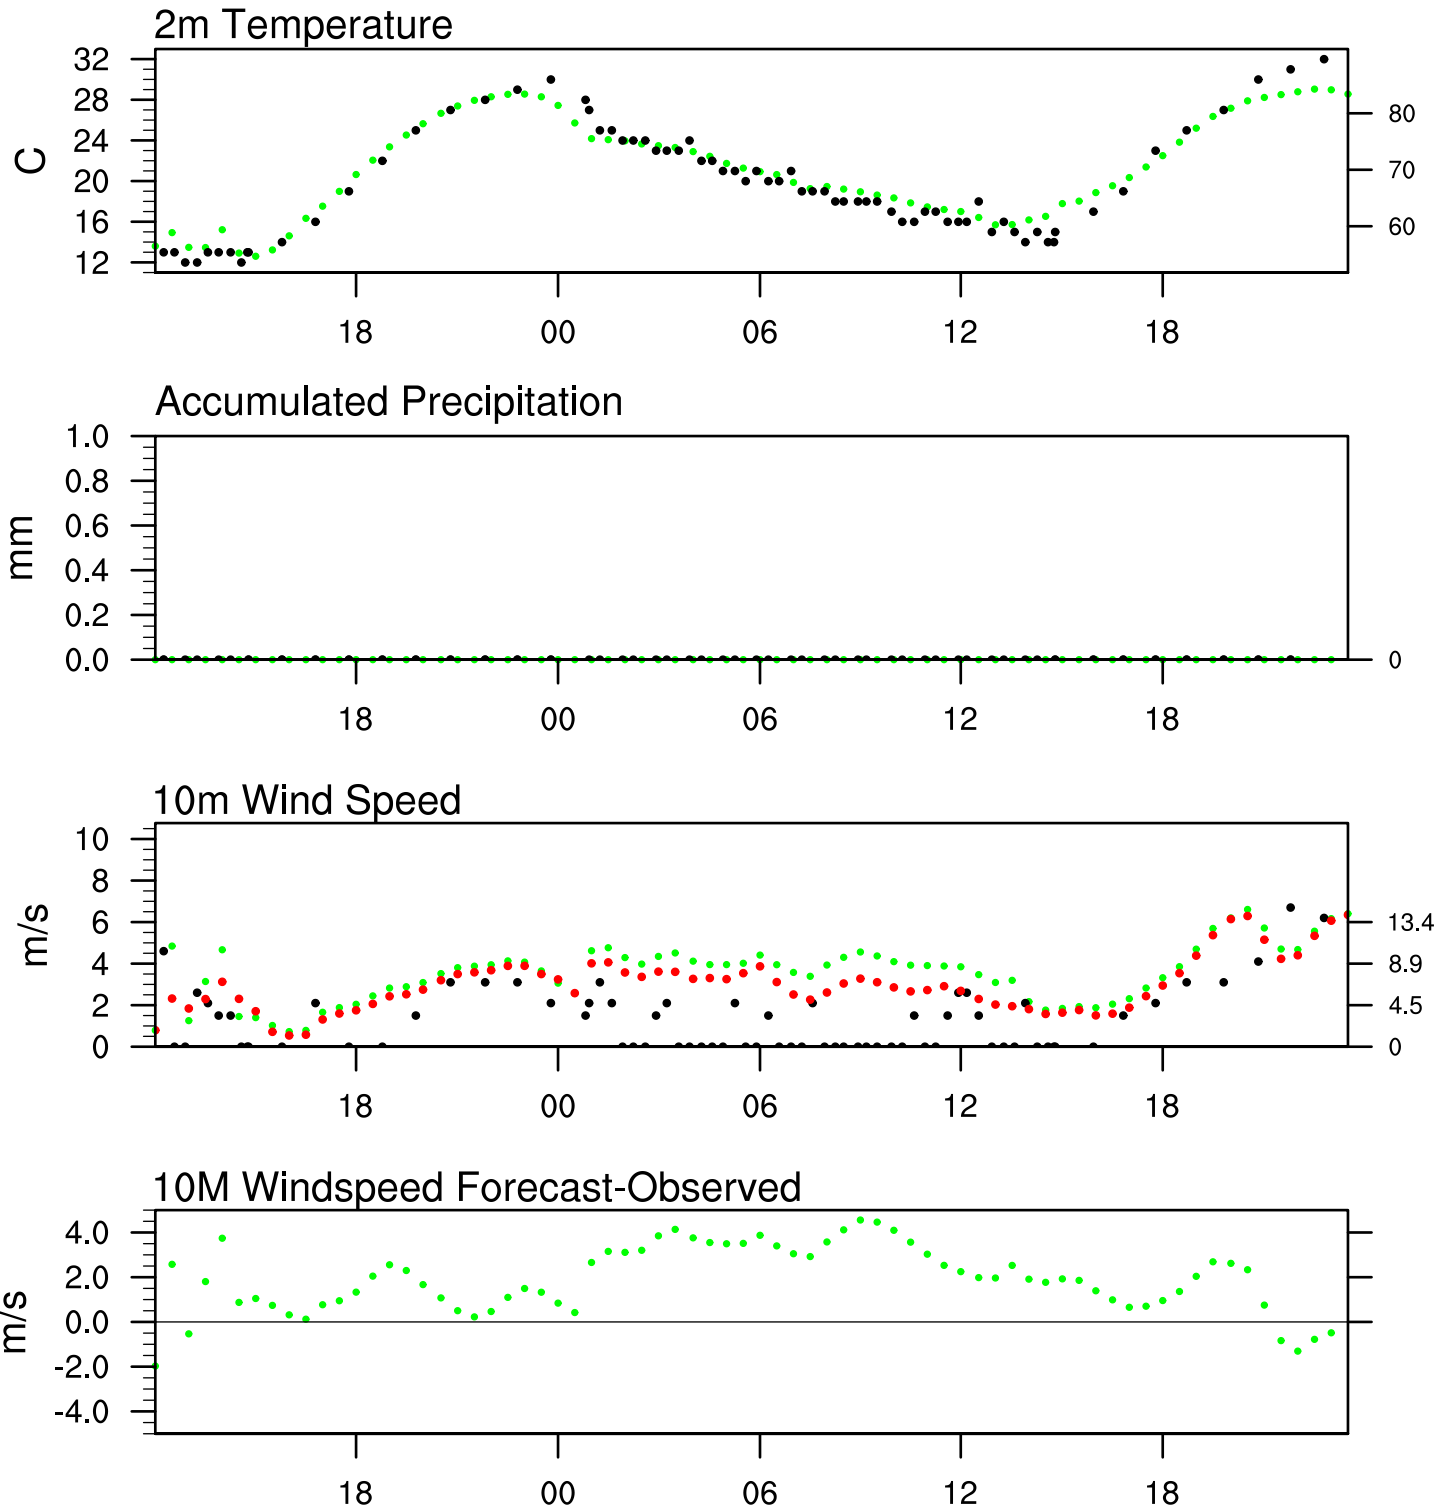 2m Temperature
32
28
24
20
16
12
C
80
70
60
18 00 06 12 18
Accumulated Precipitation
1.0
0.8
0.6
0.4
0.2
0.0
mm
0
18 00 06 12 18
10m Wind Speed
10
8
6
4
2
0
m/s
13.4
8.9
4.5
0
18 00 06 12 18
10M Windspeed Forecast-Observed
4.0
2.0
0.0
-2.0
-4.0
m/s
18 00 06 12 18